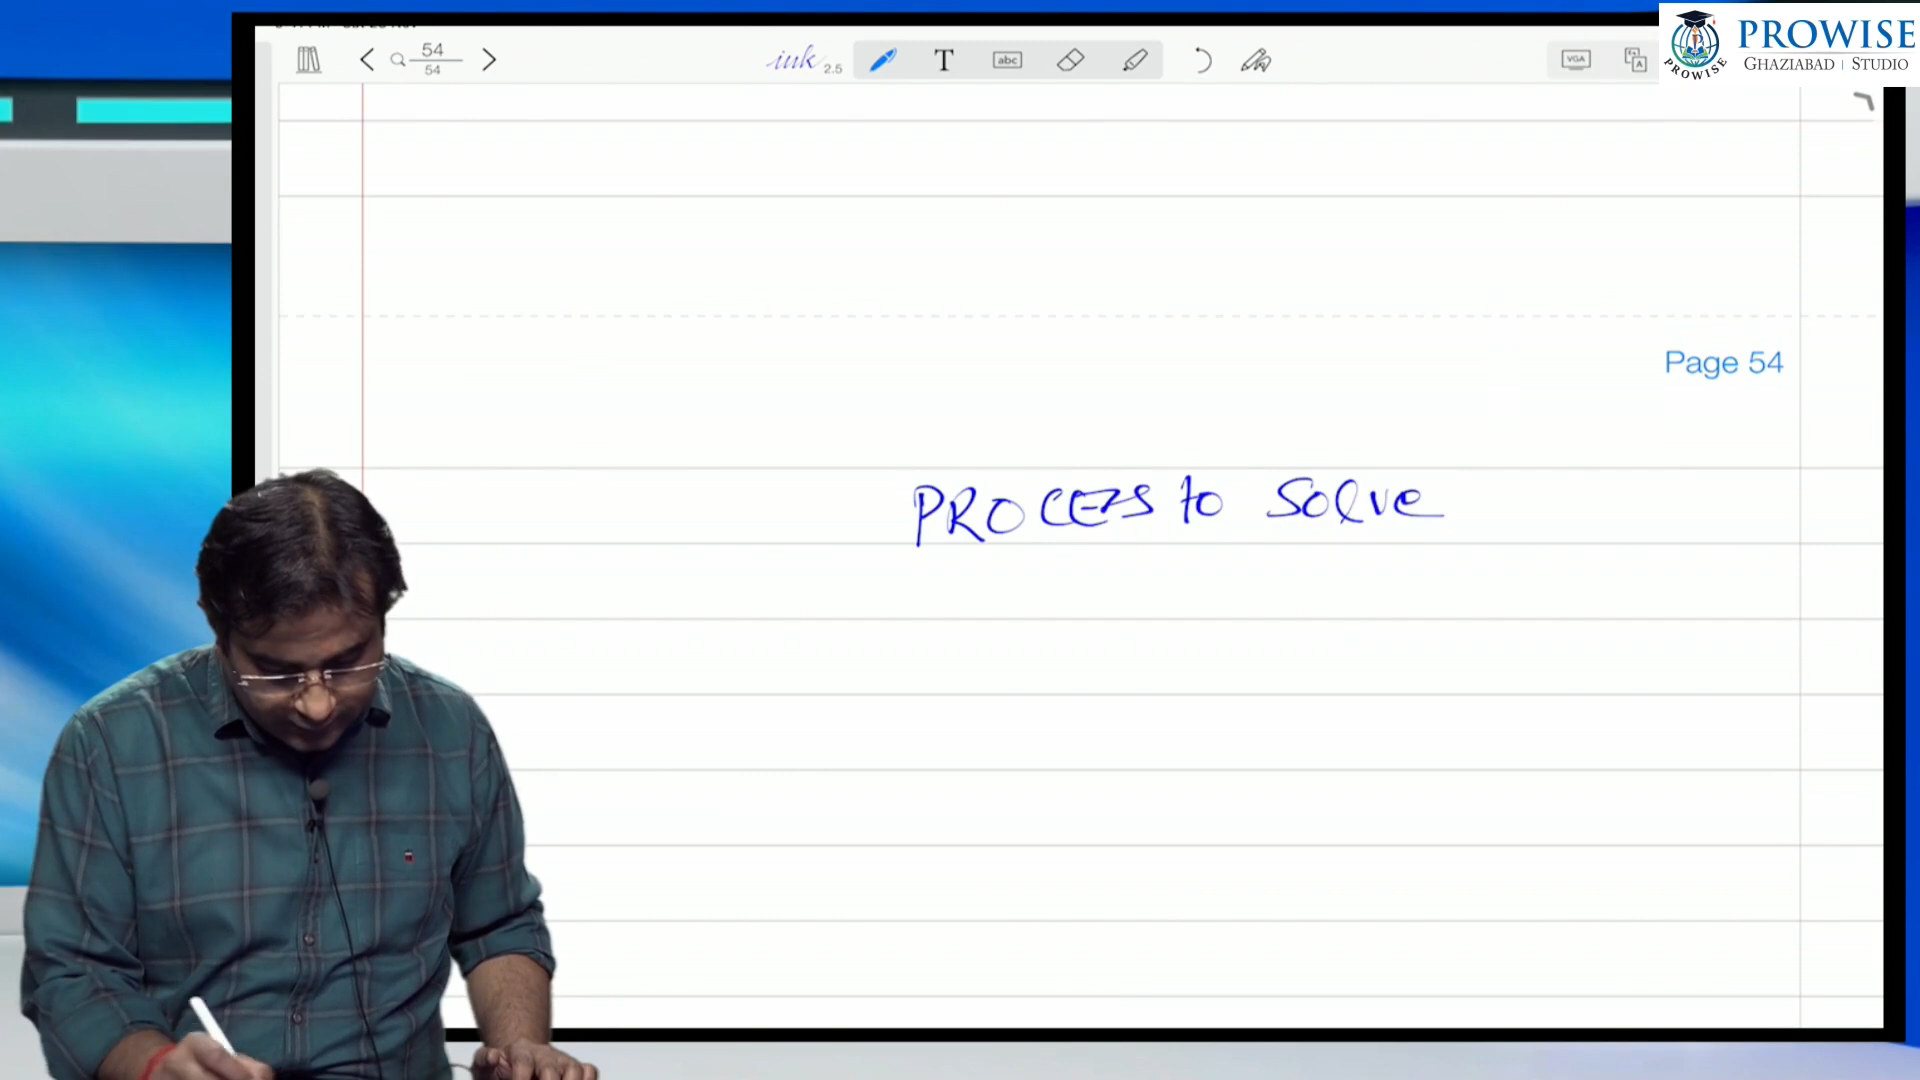 PROWISE
GHAZIABAD | STUDIO
PROWISE
54
54
ink 2.5
T
abc
VGA
A
Page 54
PROCESS to Solve